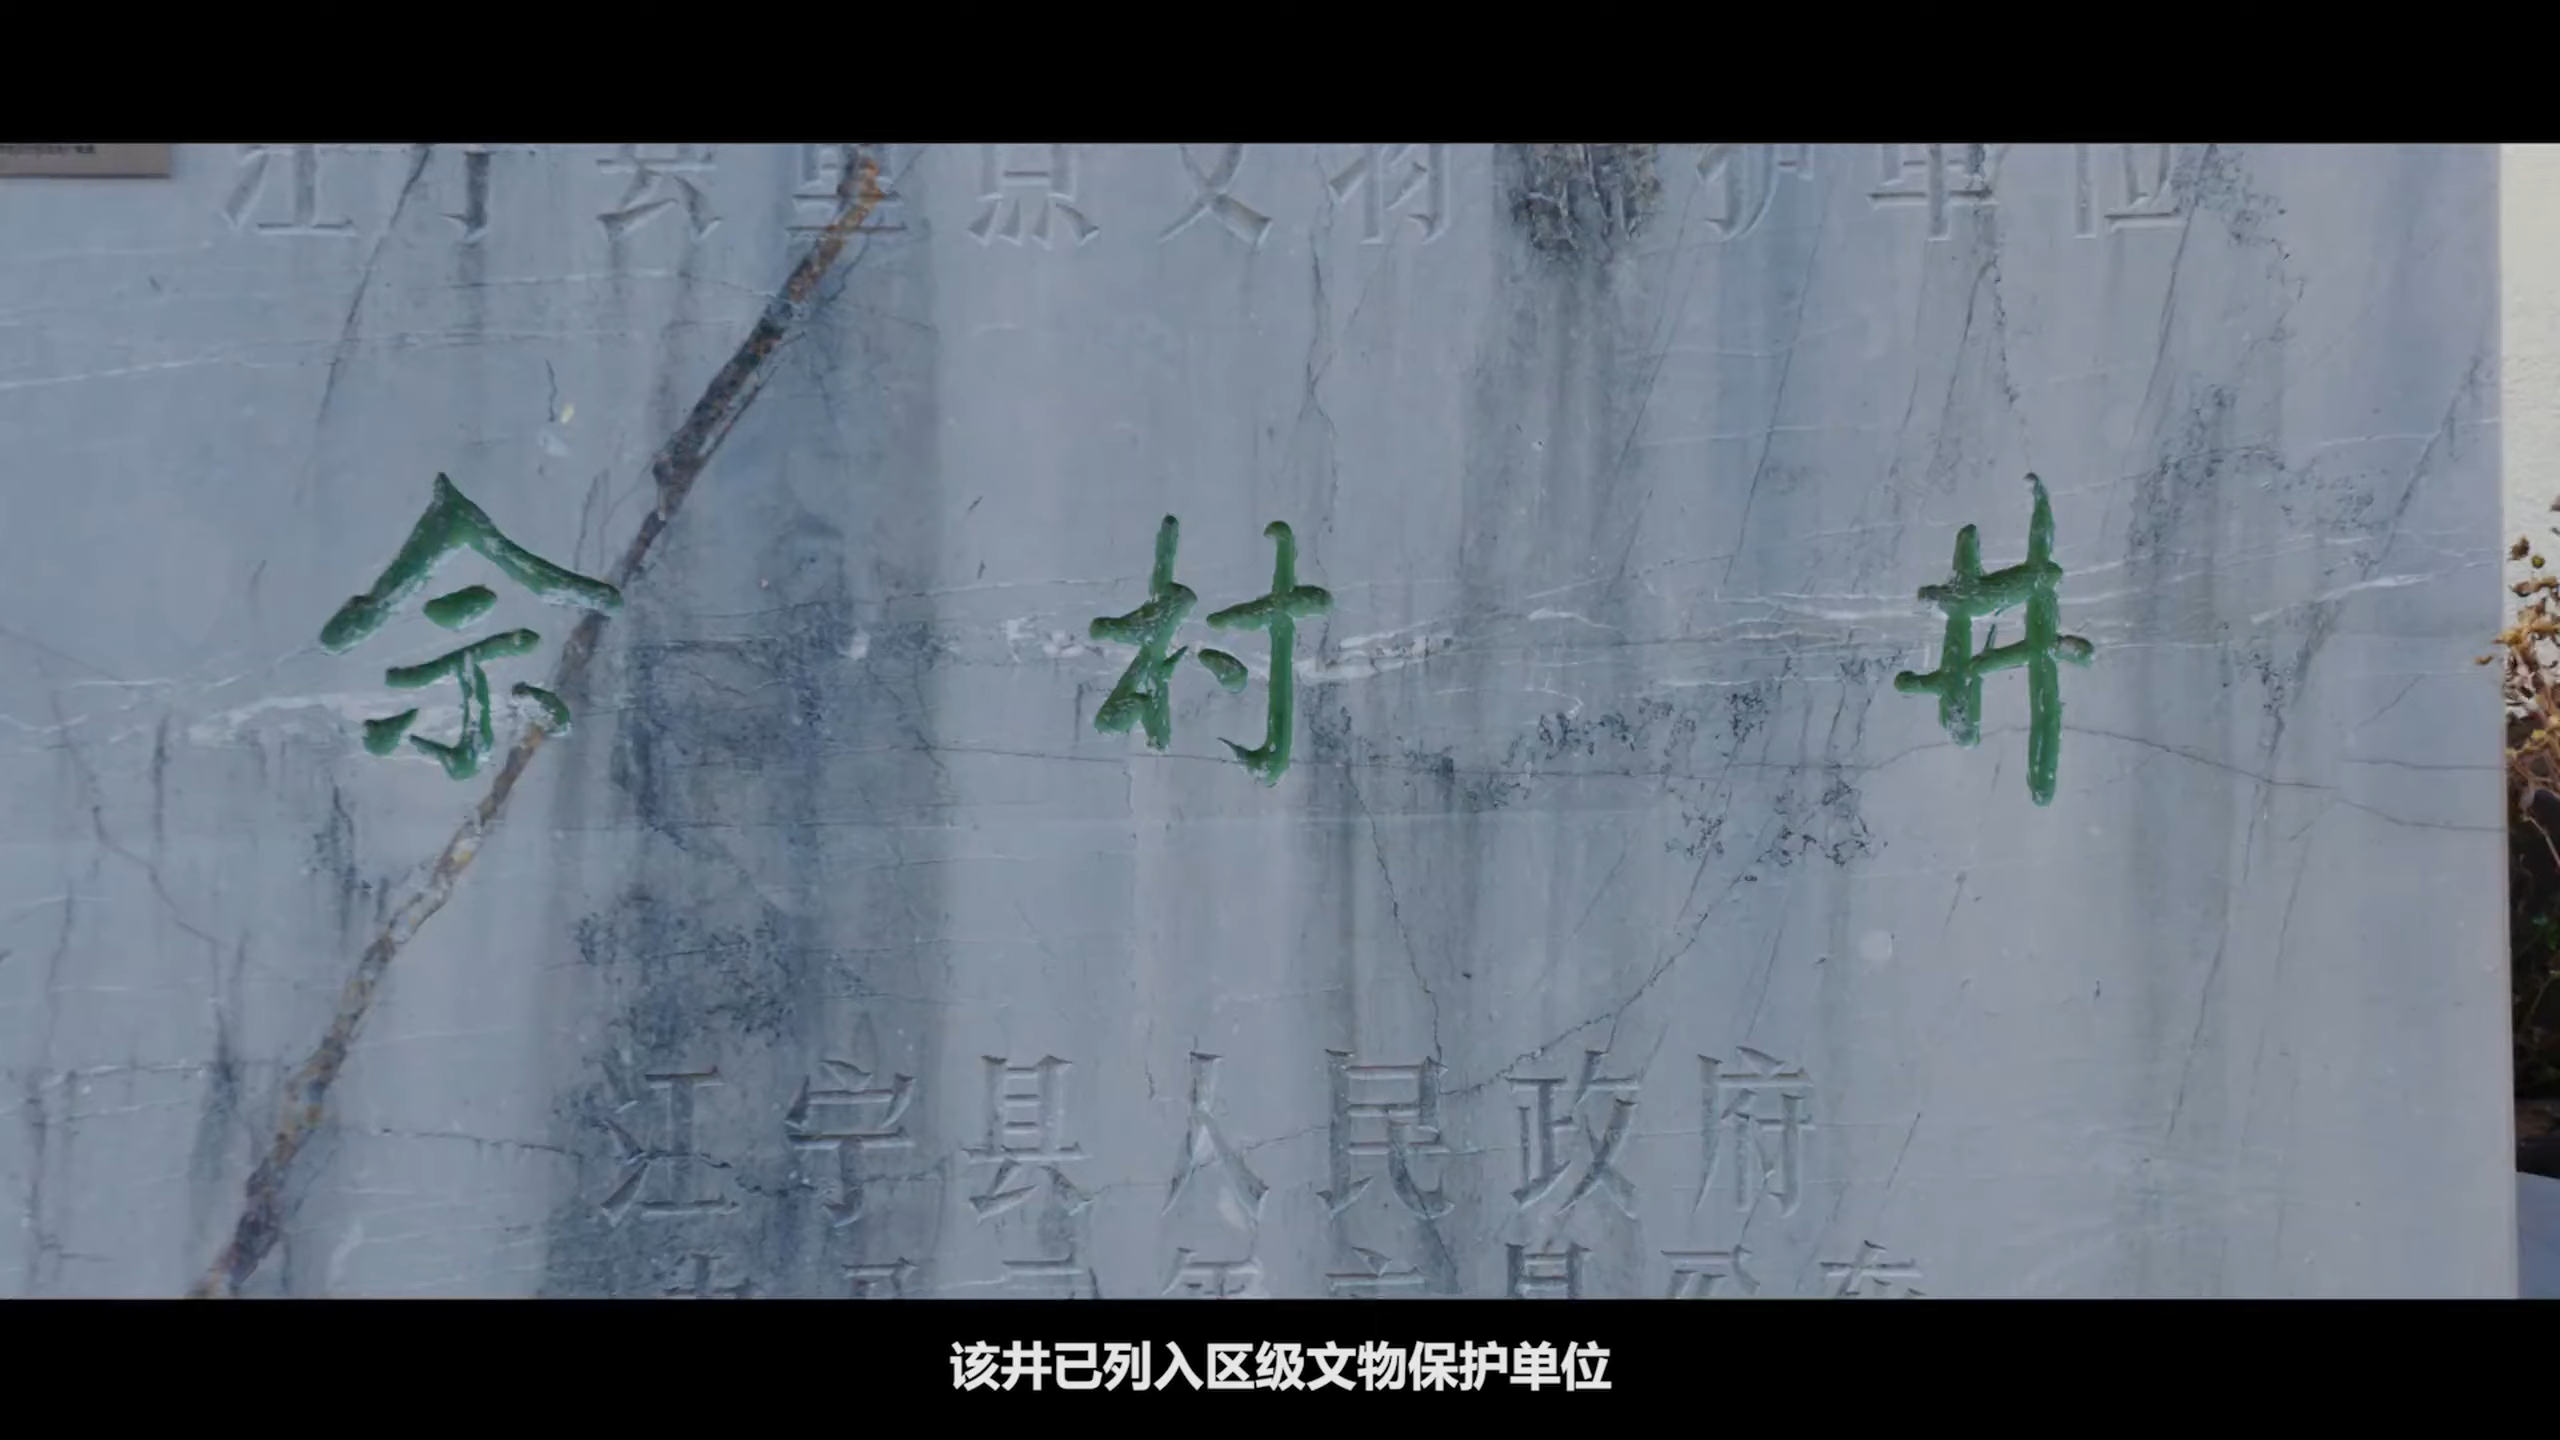 江宁县重点文物保护单位
佘村井
江宁县人民政府
该井已列入区级文物保护单位